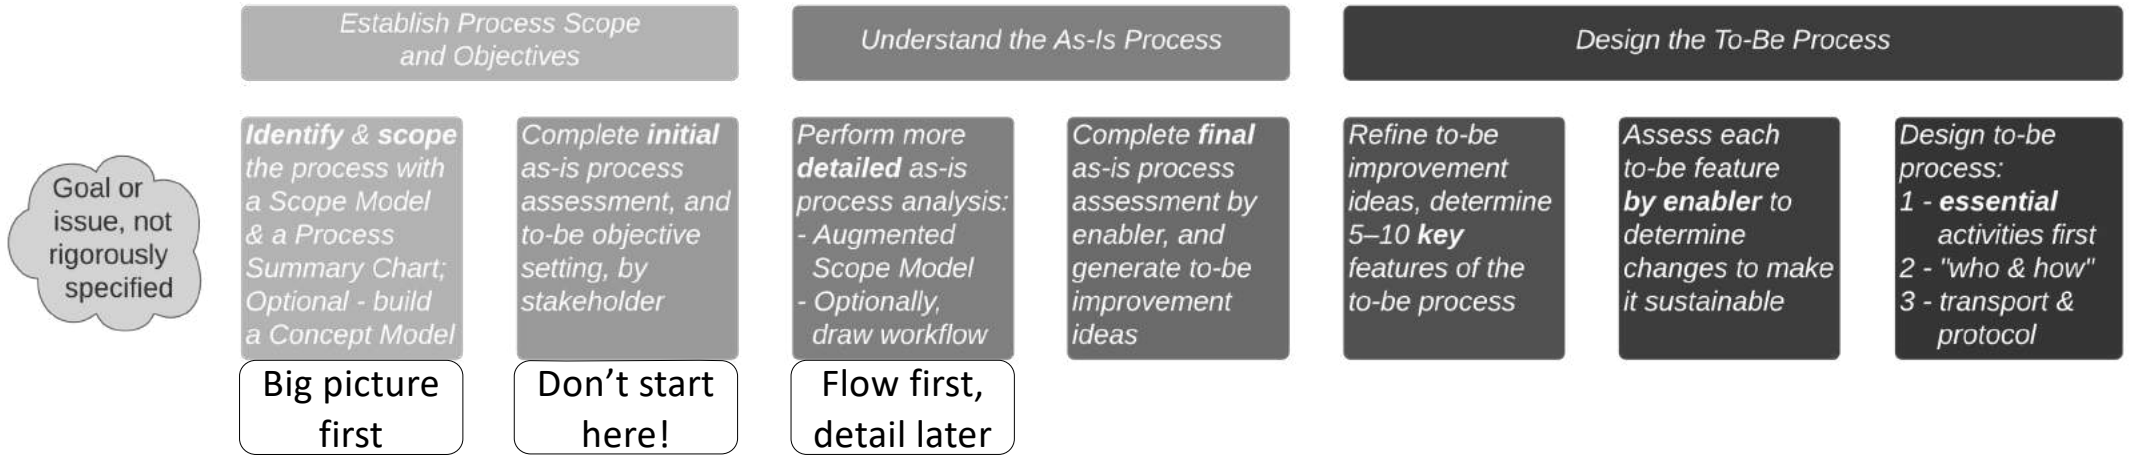 Establish Process Scope
and Objectives
Understand the As-Is Process
Design the To-Be Process
Goal or
issue, not
rigorously
specified
Identify & scope
the process with
a Scope Model
& a Process
Summary Chart;
Optional - build
a Concept Model
Big picture
first
Complete initial
as-is process
assessment, and
to-be objective
setting, by
stakeholder
Don’t start
here!
Perform more
detailed as-is
process analysis:
- Augmented
Scope Model
- Optionally,
draw workflow
Flow first,
detail later
Complete final
as-is process
assessment by
enabler, and
generate to-be
improvement
ideas
Refine to-be
improvement
ideas, determine
5–10 key
features of the
to-be process
Assess each
to-be feature
by enabler to
determine
changes to make
it sustainable
Design to-be
process:
1 - essential
activities first
2 - "who & how"
3 - transport &
protocol